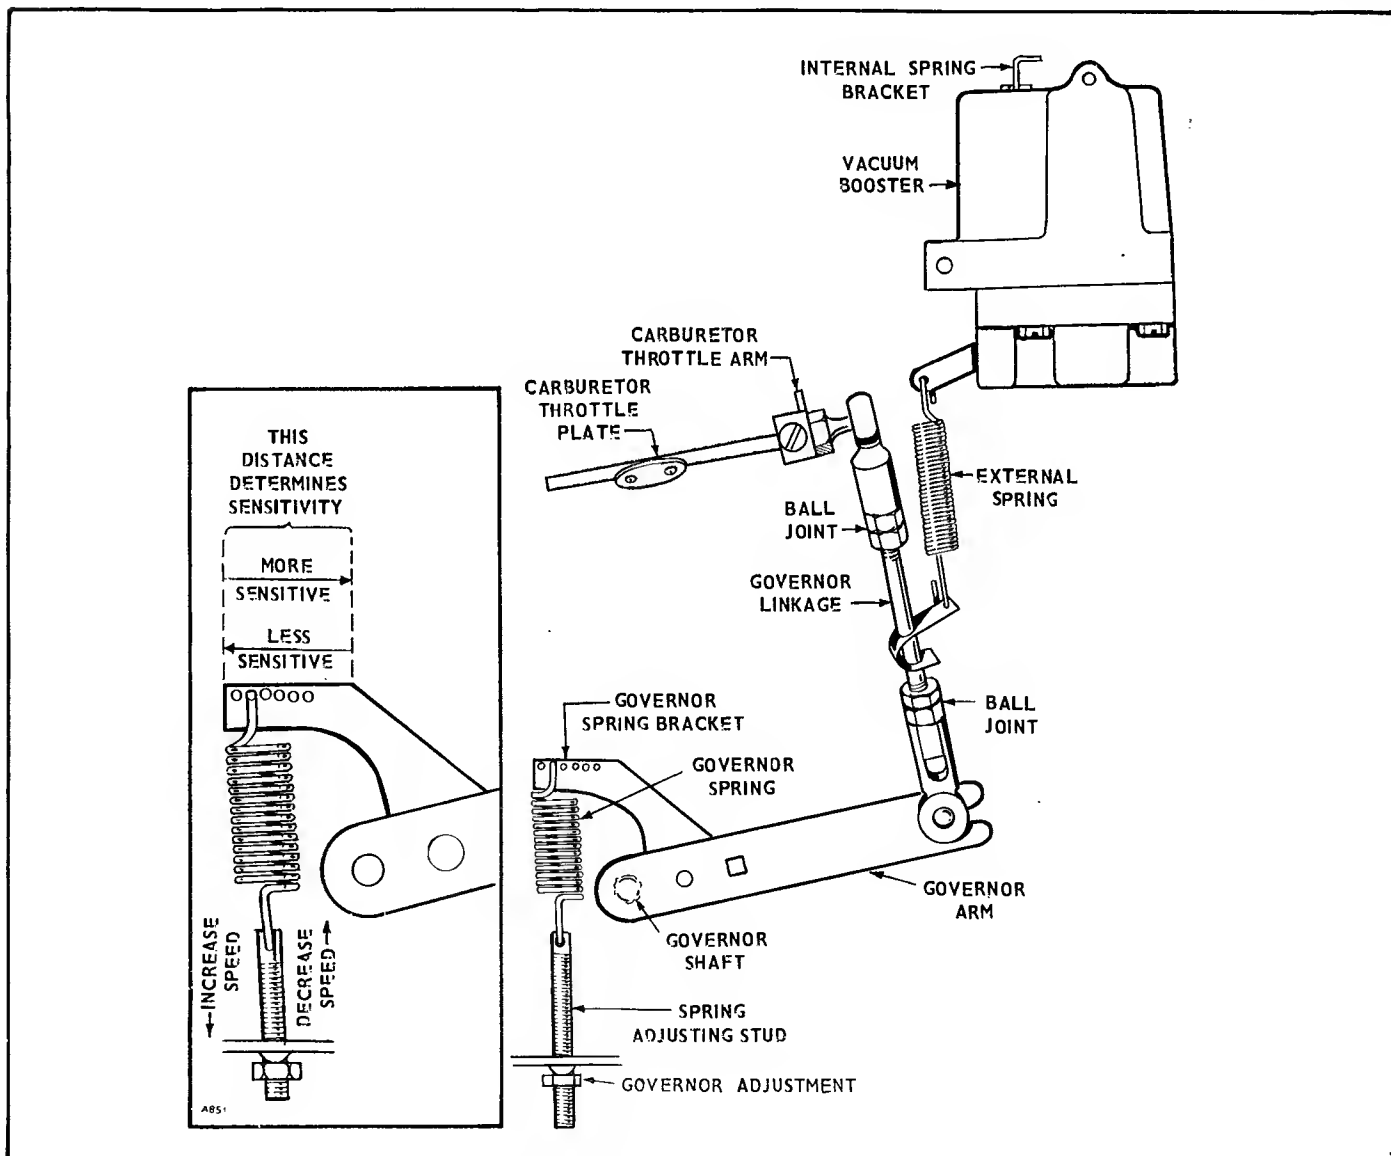 INTERNAL SPRING
BRACKET
VACUUM
BOOSTER
CARBURETOR
THROTTLE ARM
CARBURETOR
THROTTLE
PLATE
EXTERNAL
SPRING
BALL
JOINT
GOVERNOR
LINKAGE
BALL
JOINT
GOVERNOR
SPRING BRACKET
GOVERNOR
SPRING
GOVERNOR
ARM
GOVERNOR
SHAFT
SPRING
ADJUSTING STUD
GOVERNOR ADJUSTMENT
THIS
DISTANCE
DETERMINES
SENSITIVITY
MORE
SENSITIVE
LESS
SENSITIVE
INCREASE
SPEED
DECREASE
SPEED
A851